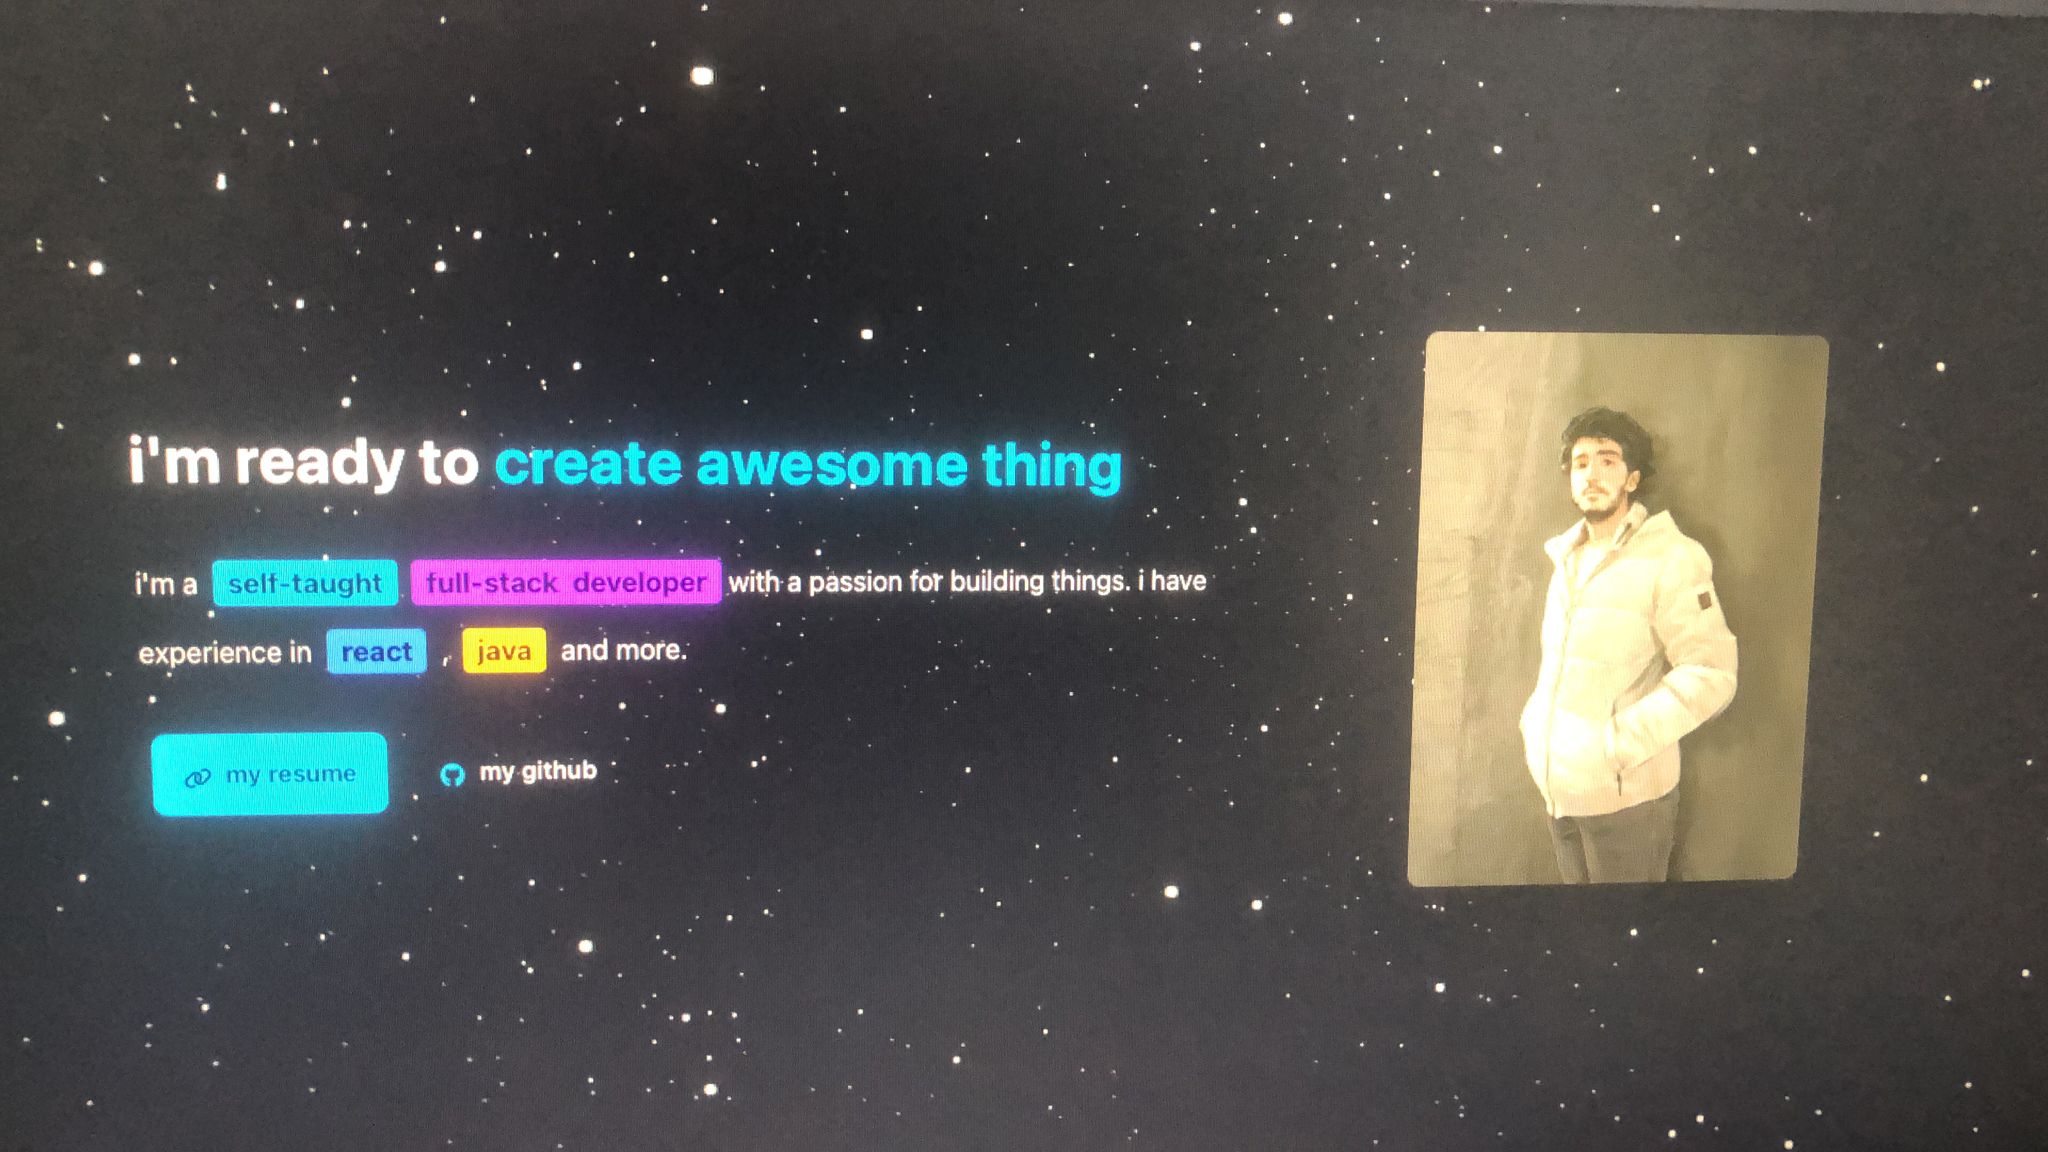 i'm ready to create awesome thing
i'm a self-taught full-stack developer with a passion for building things. i have
experience in react , java and more.
my resume my github